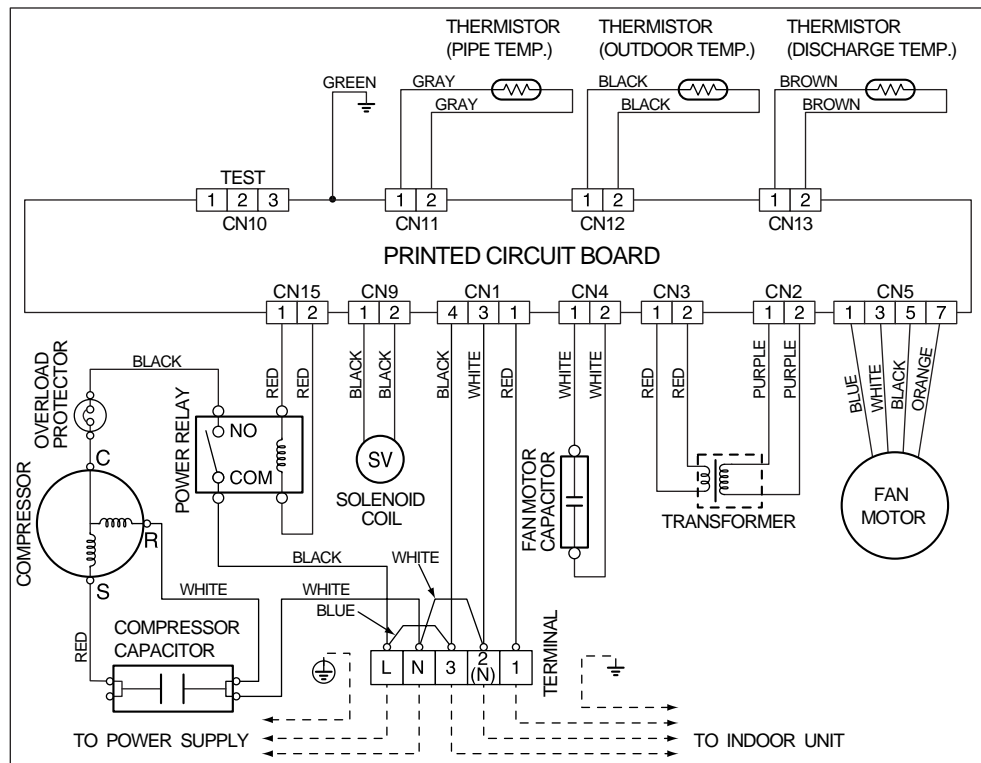 THERMISTOR
(PIPE TEMP.)
THERMISTOR
(OUTDOOR TEMP.)
THERMISTOR
(DISCHARGE TEMP.)
GREEN
GRAY
GRAY
BLACK
BLACK
BROWN
BROWN
TEST
1 2 3
CN10
1 2
CN11
1 2
CN12
1 2
CN13
PRINTED CIRCUIT BOARD
CN15
1 2
CN9
1 2
CN1
4 3 1
CN4
1 2
CN3
1 2
CN2
1 2
CN5
1 3 5 7
BLACK
RED
RED
BLACK
BLACK
BLACK
WHITE
RED
WHITE
WHITE
RED
RED
PURPLE
PURPLE
BLUE
WHITE
BLACK
ORANGE
OVERLOAD
PROTECTOR
POWER RELAY
NO
COM
SV
SOLENOID
COIL
FAN MOTOR
CAPACITOR
TRANSFORMER
FAN
MOTOR
COMPRESSOR
C
R
S
BLACK
WHITE
WHITE
WHITE
BLUE
RED
COMPRESSOR
CAPACITOR
L N 3 2 (N) 1
TERMINAL
TO POWER SUPPLY
TO INDOOR UNIT